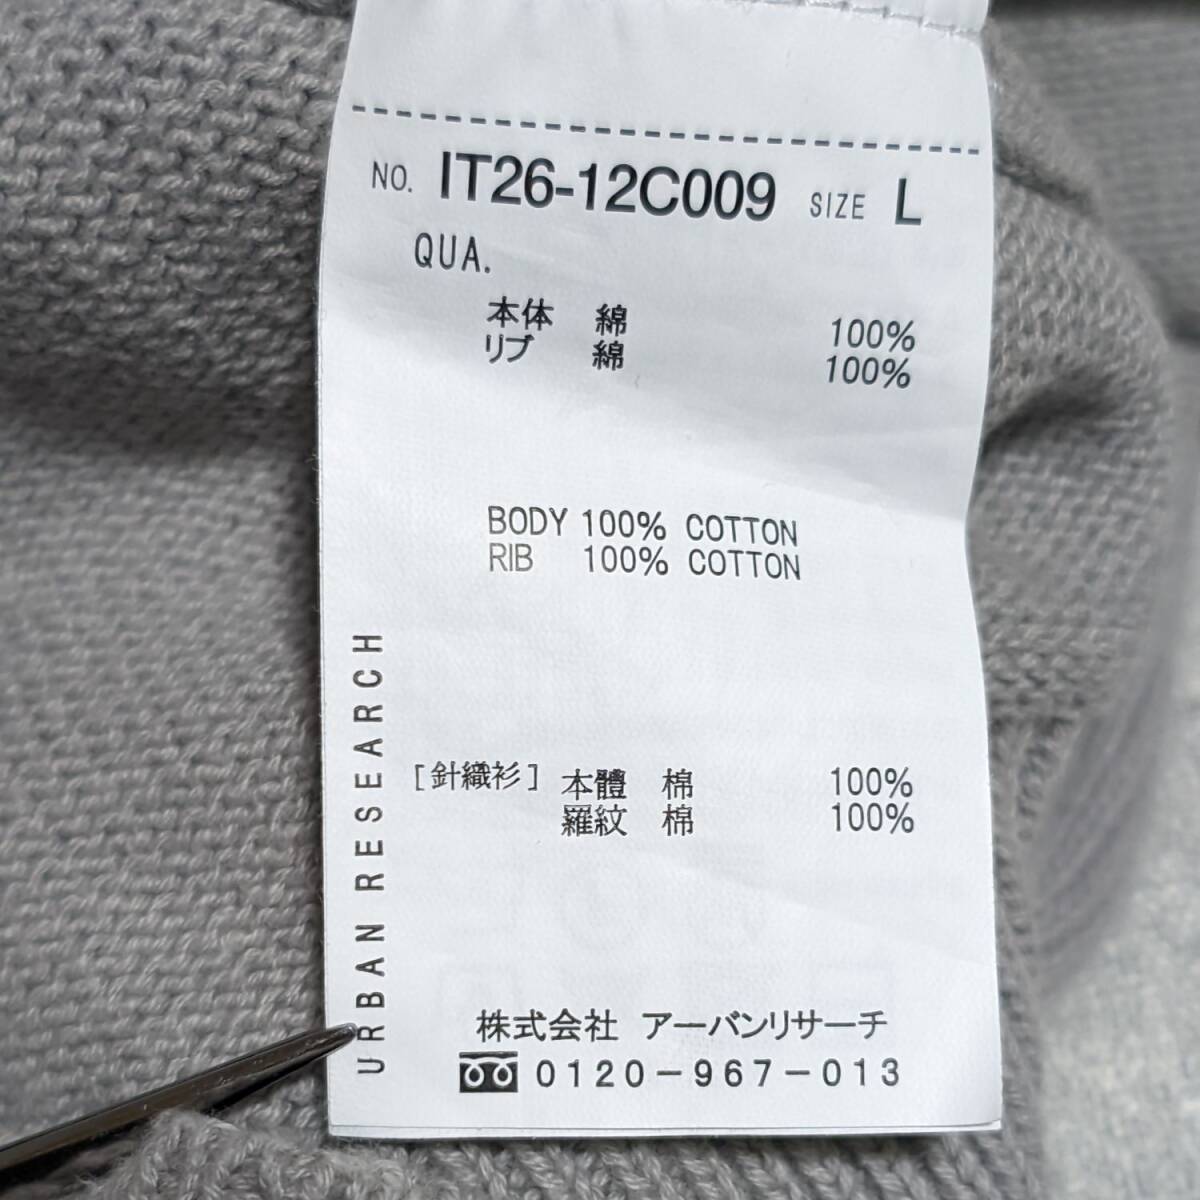 NO. IT26-12C009 SIZE L
QUA.
本体 綿 100%
リブ 綿 100%
BODY 100% COTTON
RIB 100% COTTON
[針織衫] 本體 棉 100%
羅紋 棉 100%
URBAN RESEARCH
株式会社 アーバンリサーチ
0120-967-013